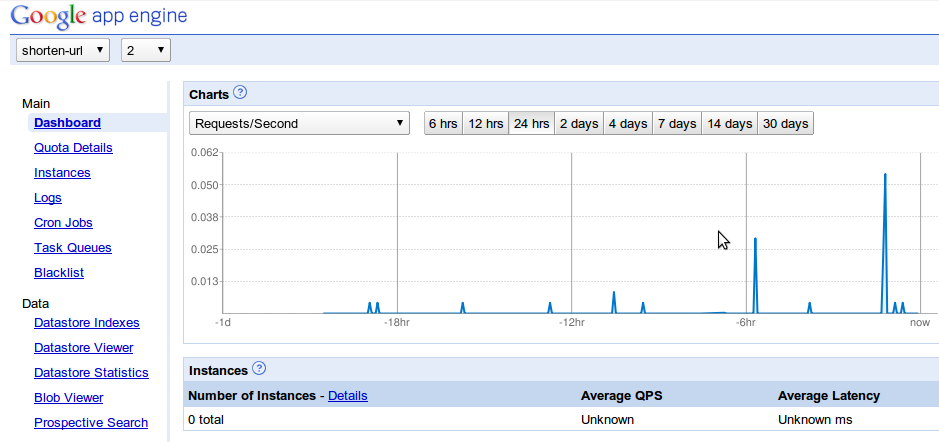 Google app engine
shorten-url ▼ 2 ▼
Main
Dashboard
Quota Details
Instances
Logs
Cron Jobs
Task Queues
Blacklist
Data
Datastore Indexes
Datastore Viewer
Datastore Statistics
Blob Viewer
Prospective Search
Charts ?
Requests/Second ▼ 6 hrs 12 hrs 24 hrs 2 days 4 days 7 days 14 days 30 days
0.062
0.050
0.038
0.025
0.013
-1d -18hr -12hr -6hr now
Instances ?
Number of Instances - Details Average QPS Average Latency
0 total Unknown Unknown ms